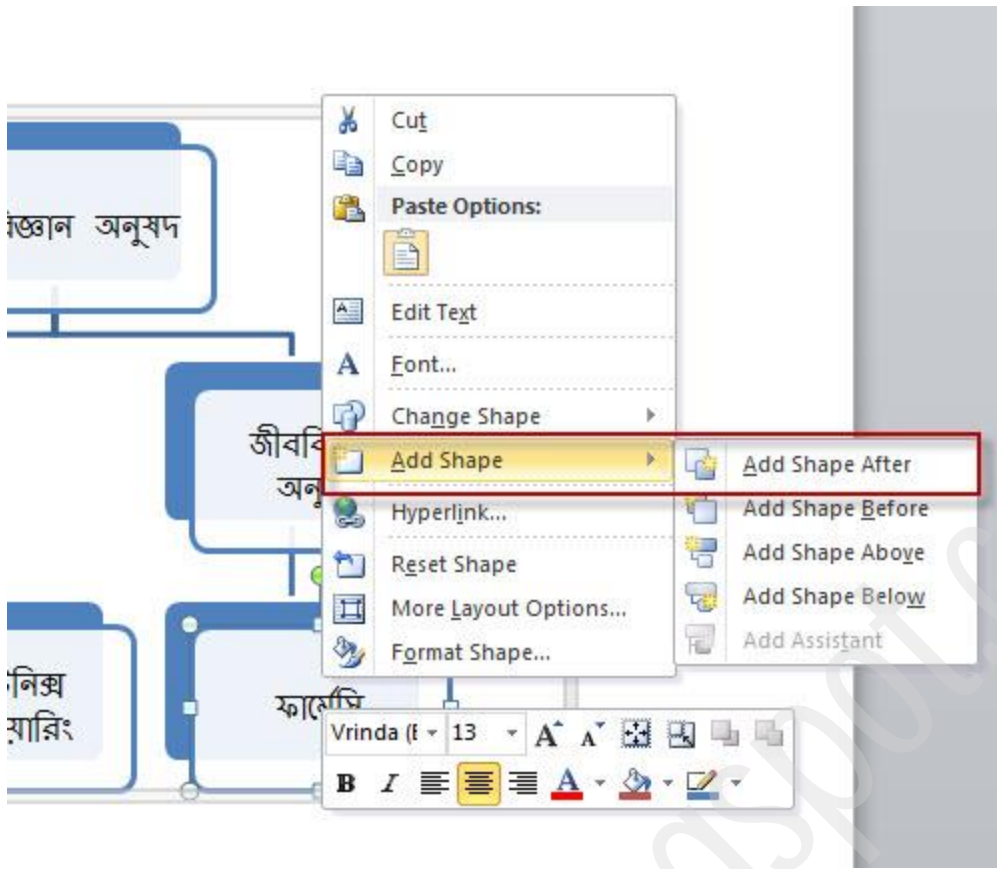 অনুষদ
Cut
Copy
Paste Options:
Edit Text
Font...
Change Shape
Add Shape
Add Shape After
Hyperlink...
Add Shape Before
Add Shape Above
Reset Shape
Add Shape Below
More Layout Options...
Add Assistant
Format Shape...
ফার্মেসি
Vrinda (
13
A A
B I A